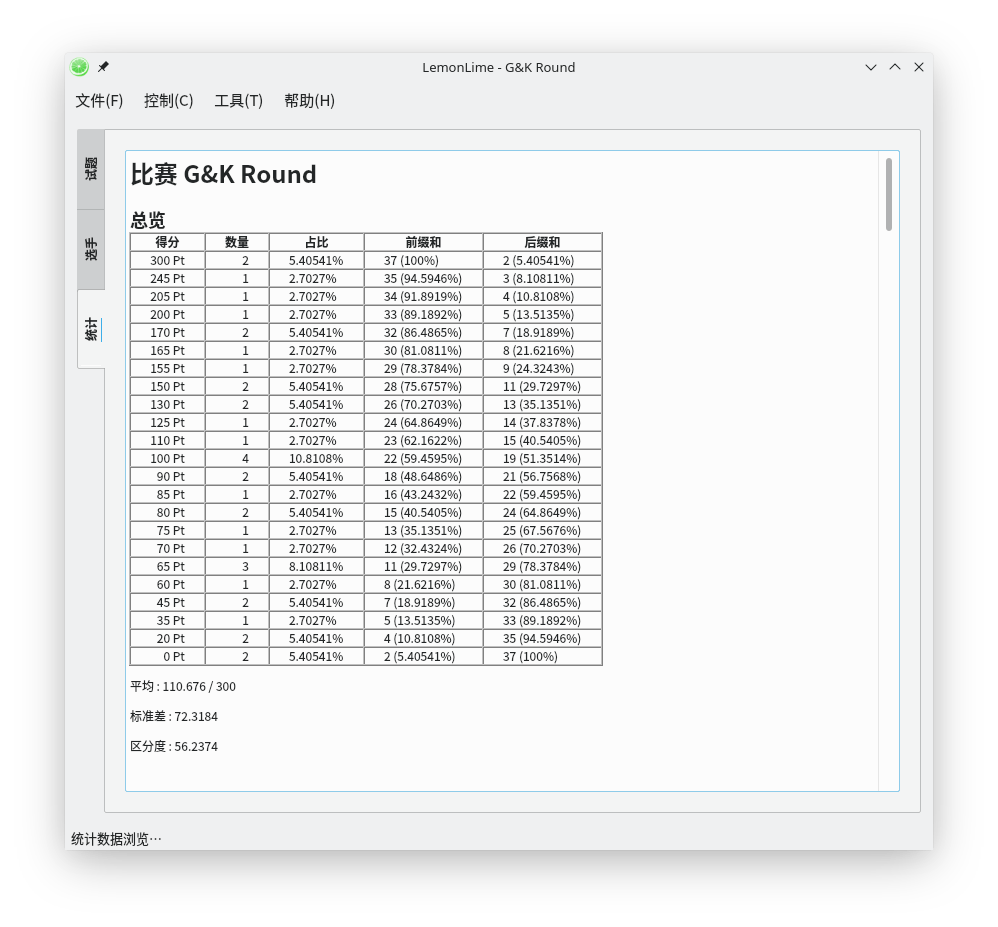 LemonLime - G&K Round
文件(F) 控制(C) 工具(T) 帮助(H)
试题
选手
统计
比赛 G&K Round
总览
得分 数量 占比 前缀和 后缀和
300 Pt 2 5.40541% 37 (100%) 2 (5.40541%)
245 Pt 1 2.7027% 35 (94.5946%) 3 (8.10811%)
205 Pt 1 2.7027% 34 (91.8919%) 4 (10.8108%)
200 Pt 1 2.7027% 33 (89.1892%) 5 (13.5135%)
170 Pt 2 5.40541% 32 (86.4865%) 7 (18.9189%)
165 Pt 1 2.7027% 30 (81.0811%) 8 (21.6216%)
155 Pt 1 2.7027% 29 (78.3784%) 9 (24.3243%)
150 Pt 2 5.40541% 28 (75.6757%) 11 (29.7297%)
130 Pt 2 5.40541% 26 (70.2703%) 13 (35.1351%)
125 Pt 1 2.7027% 24 (64.8649%) 14 (37.8378%)
110 Pt 1 2.7027% 23 (62.1622%) 15 (40.5405%)
100 Pt 4 10.8108% 22 (59.4595%) 19 (51.3514%)
90 Pt 2 5.40541% 18 (48.6486%) 21 (56.7568%)
85 Pt 1 2.7027% 16 (43.2432%) 22 (59.4595%)
80 Pt 2 5.40541% 15 (40.5405%) 24 (64.8649%)
75 Pt 1 2.7027% 13 (35.1351%) 25 (67.5676%)
70 Pt 1 2.7027% 12 (32.4324%) 26 (70.2703%)
65 Pt 3 8.10811% 11 (29.7297%) 29 (78.3784%)
60 Pt 1 2.7027% 8 (21.6216%) 30 (81.0811%)
45 Pt 2 5.40541% 7 (18.9189%) 32 (86.4865%)
35 Pt 1 2.7027% 5 (13.5135%) 33 (89.1892%)
20 Pt 2 5.40541% 4 (10.8108%) 35 (94.5946%)
0 Pt 2 5.40541% 2 (5.40541%) 37 (100%)
平均 : 110.676 / 300
标准差 : 72.3184
区分度 : 56.2374
统计数据浏览…